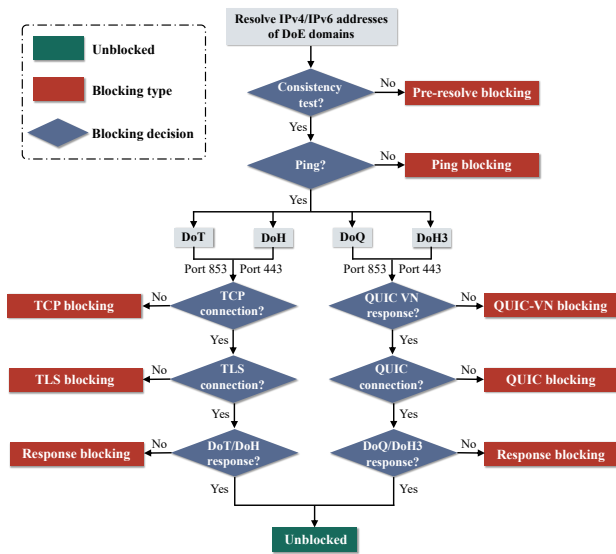 Resolve IPv4/IPv6 addresses
of DoE domains
Unblocked
Blocking type
Blocking decision
Consistency
test?
No
Pre-resolve blocking
Yes
Ping?
No
Ping blocking
Yes
DoT
DoH
DoQ
DoH3
Port 853
Port 443
Port 853
Port 443
TCP blocking
No
TCP
connection?
QUIC VN
response?
No
QUIC-VN blocking
Yes
Yes
TLS blocking
No
TLS
connection?
QUIC
connection?
No
QUIC blocking
Yes
Yes
Response blocking
No
DoT/DoH
response?
DoQ/DoH3
response?
No
Response blocking
Yes
Yes
Unblocked